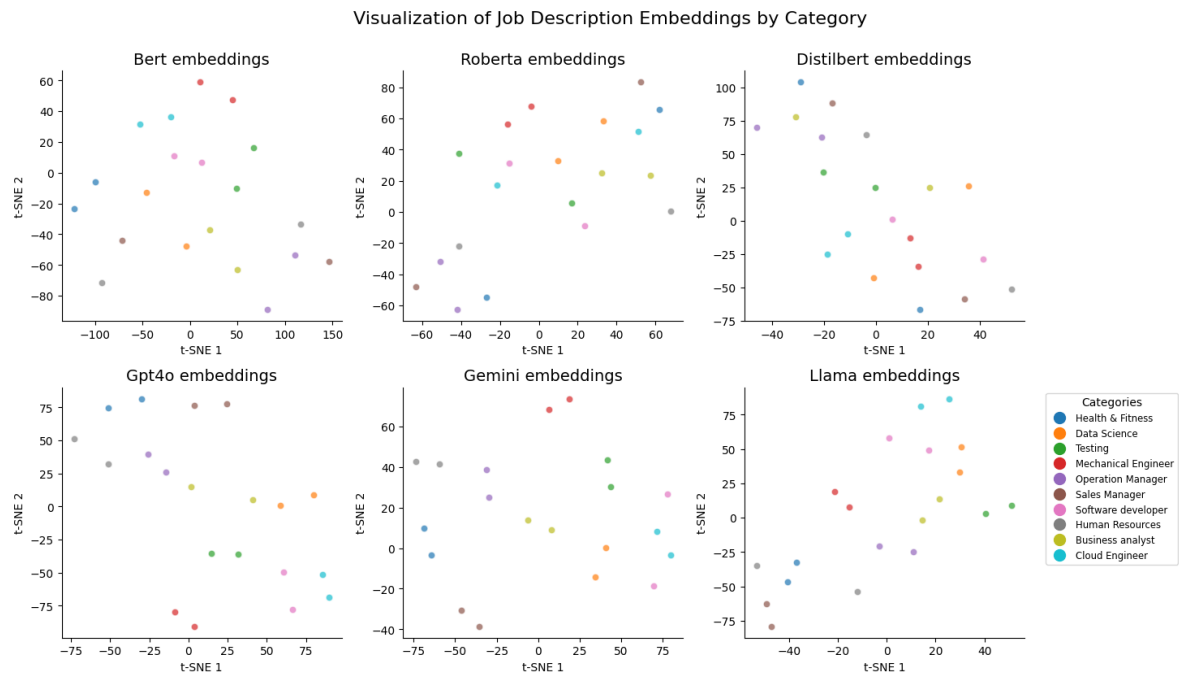 Visualization of Job Description Embeddings by Category
Bert embeddings
60
40
20
0
−20
−40
−60
−80
t-SNE 2
−100
−50
0
50
100
150
t-SNE 1
Roberta embeddings
80
60
40
20
0
−20
−40
−60
t-SNE 2
−60
−40
−20
0
20
40
60
t-SNE 1
Distilbert embeddings
100
75
50
25
0
−25
−50
−75
t-SNE 2
−40
−20
0
20
40
t-SNE 1
Gpt4o embeddings
75
50
25
0
−25
−50
−75
t-SNE 2
−75
−50
−25
0
25
50
75
t-SNE 1
Gemini embeddings
60
40
20
0
−20
−40
t-SNE 2
−75
−50
−25
0
25
50
75
t-SNE 1
Llama embeddings
75
50
25
0
−25
−50
−75
t-SNE 2
−40
−20
0
20
40
t-SNE 1
Categories
Health & Fitness
Data Science
Testing
Mechanical Engineer
Operation Manager
Sales Manager
Software developer
Human Resources
Business analyst
Cloud Engineer